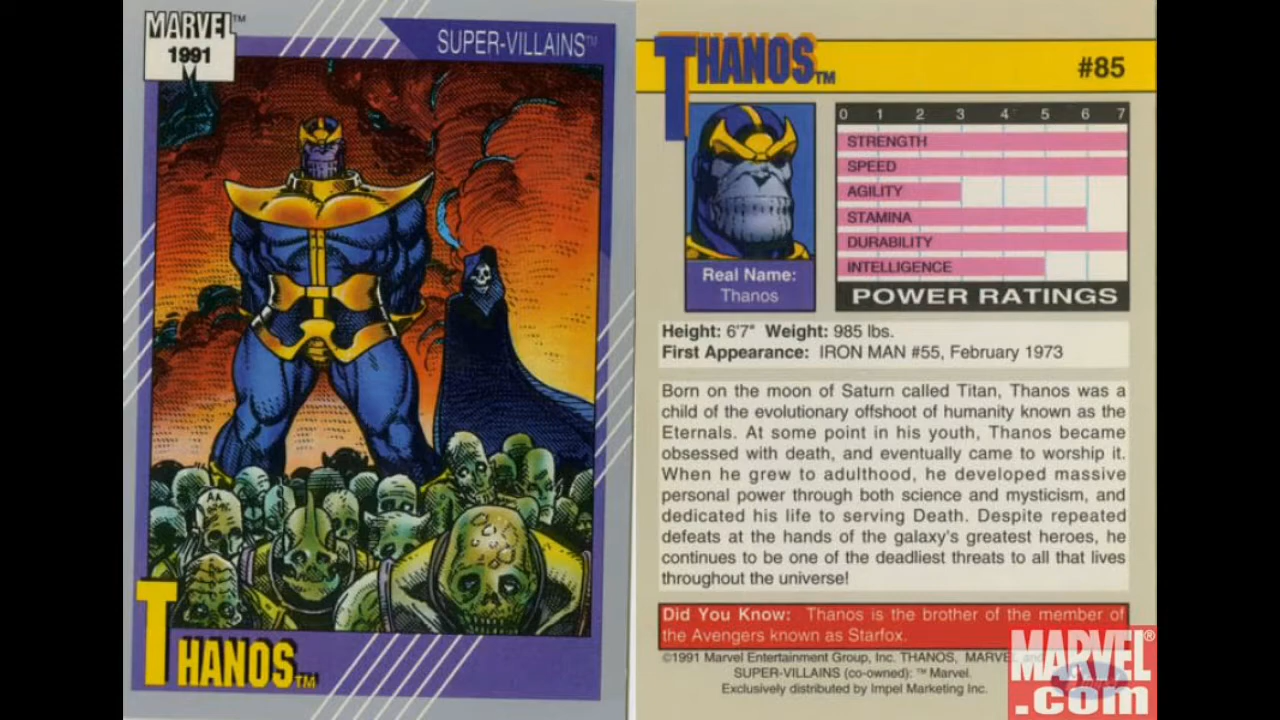 MARVEL™
1991
SUPER-VILLAINS™
THANOS™
THANOS™
#85
0 1 2 3 4 5 6 7
STRENGTH
SPEED
AGILITY
STAMINA
DURABILITY
INTELLIGENCE
POWER RATINGS
Real Name:
Thanos
Height: 6'7" Weight: 985 lbs.
First Appearance: IRON MAN #55, February 1973
Born on the moon of Saturn called Titan, Thanos was a
child of the evolutionary offshoot of humanity known as the
Eternals. At some point in his youth, Thanos became
obsessed with death, and eventually came to worship it.
When he grew to adulthood, he developed massive
personal power through both science and mysticism, and
dedicated his life to serving Death. Despite repeated
defeats at the hands of the galaxy's greatest heroes, he
continues to be one of the deadliest threats to all that lives
throughout the universe!
Did You Know: Thanos is the brother of the member of
the Avengers known as Starfox.
©1991 Marvel Entertainment Group, Inc. THANOS, MARVEL
SUPER-VILLAINS (co-owned): ™ Marvel.
Exclusively distributed by Impel Marketing Inc.
MARVEL®
.com